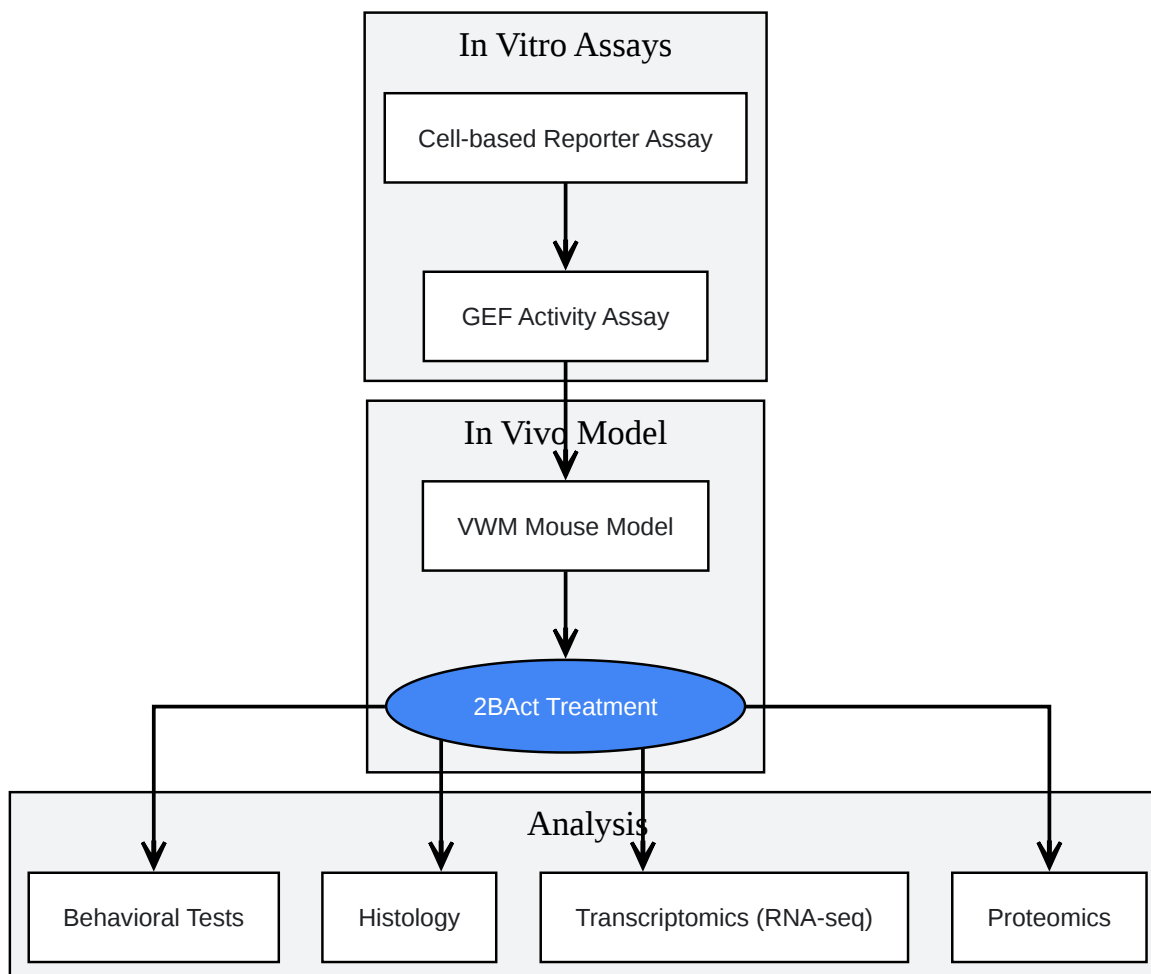 In Vitro Assays
Cell-based Reporter Assay
GEF Activity Assay
In Vivo Model
VWM Mouse Model
2BAct Treatment
Analysis
Behavioral Tests
Histology
Transcriptomics (RNA-seq)
Proteomics